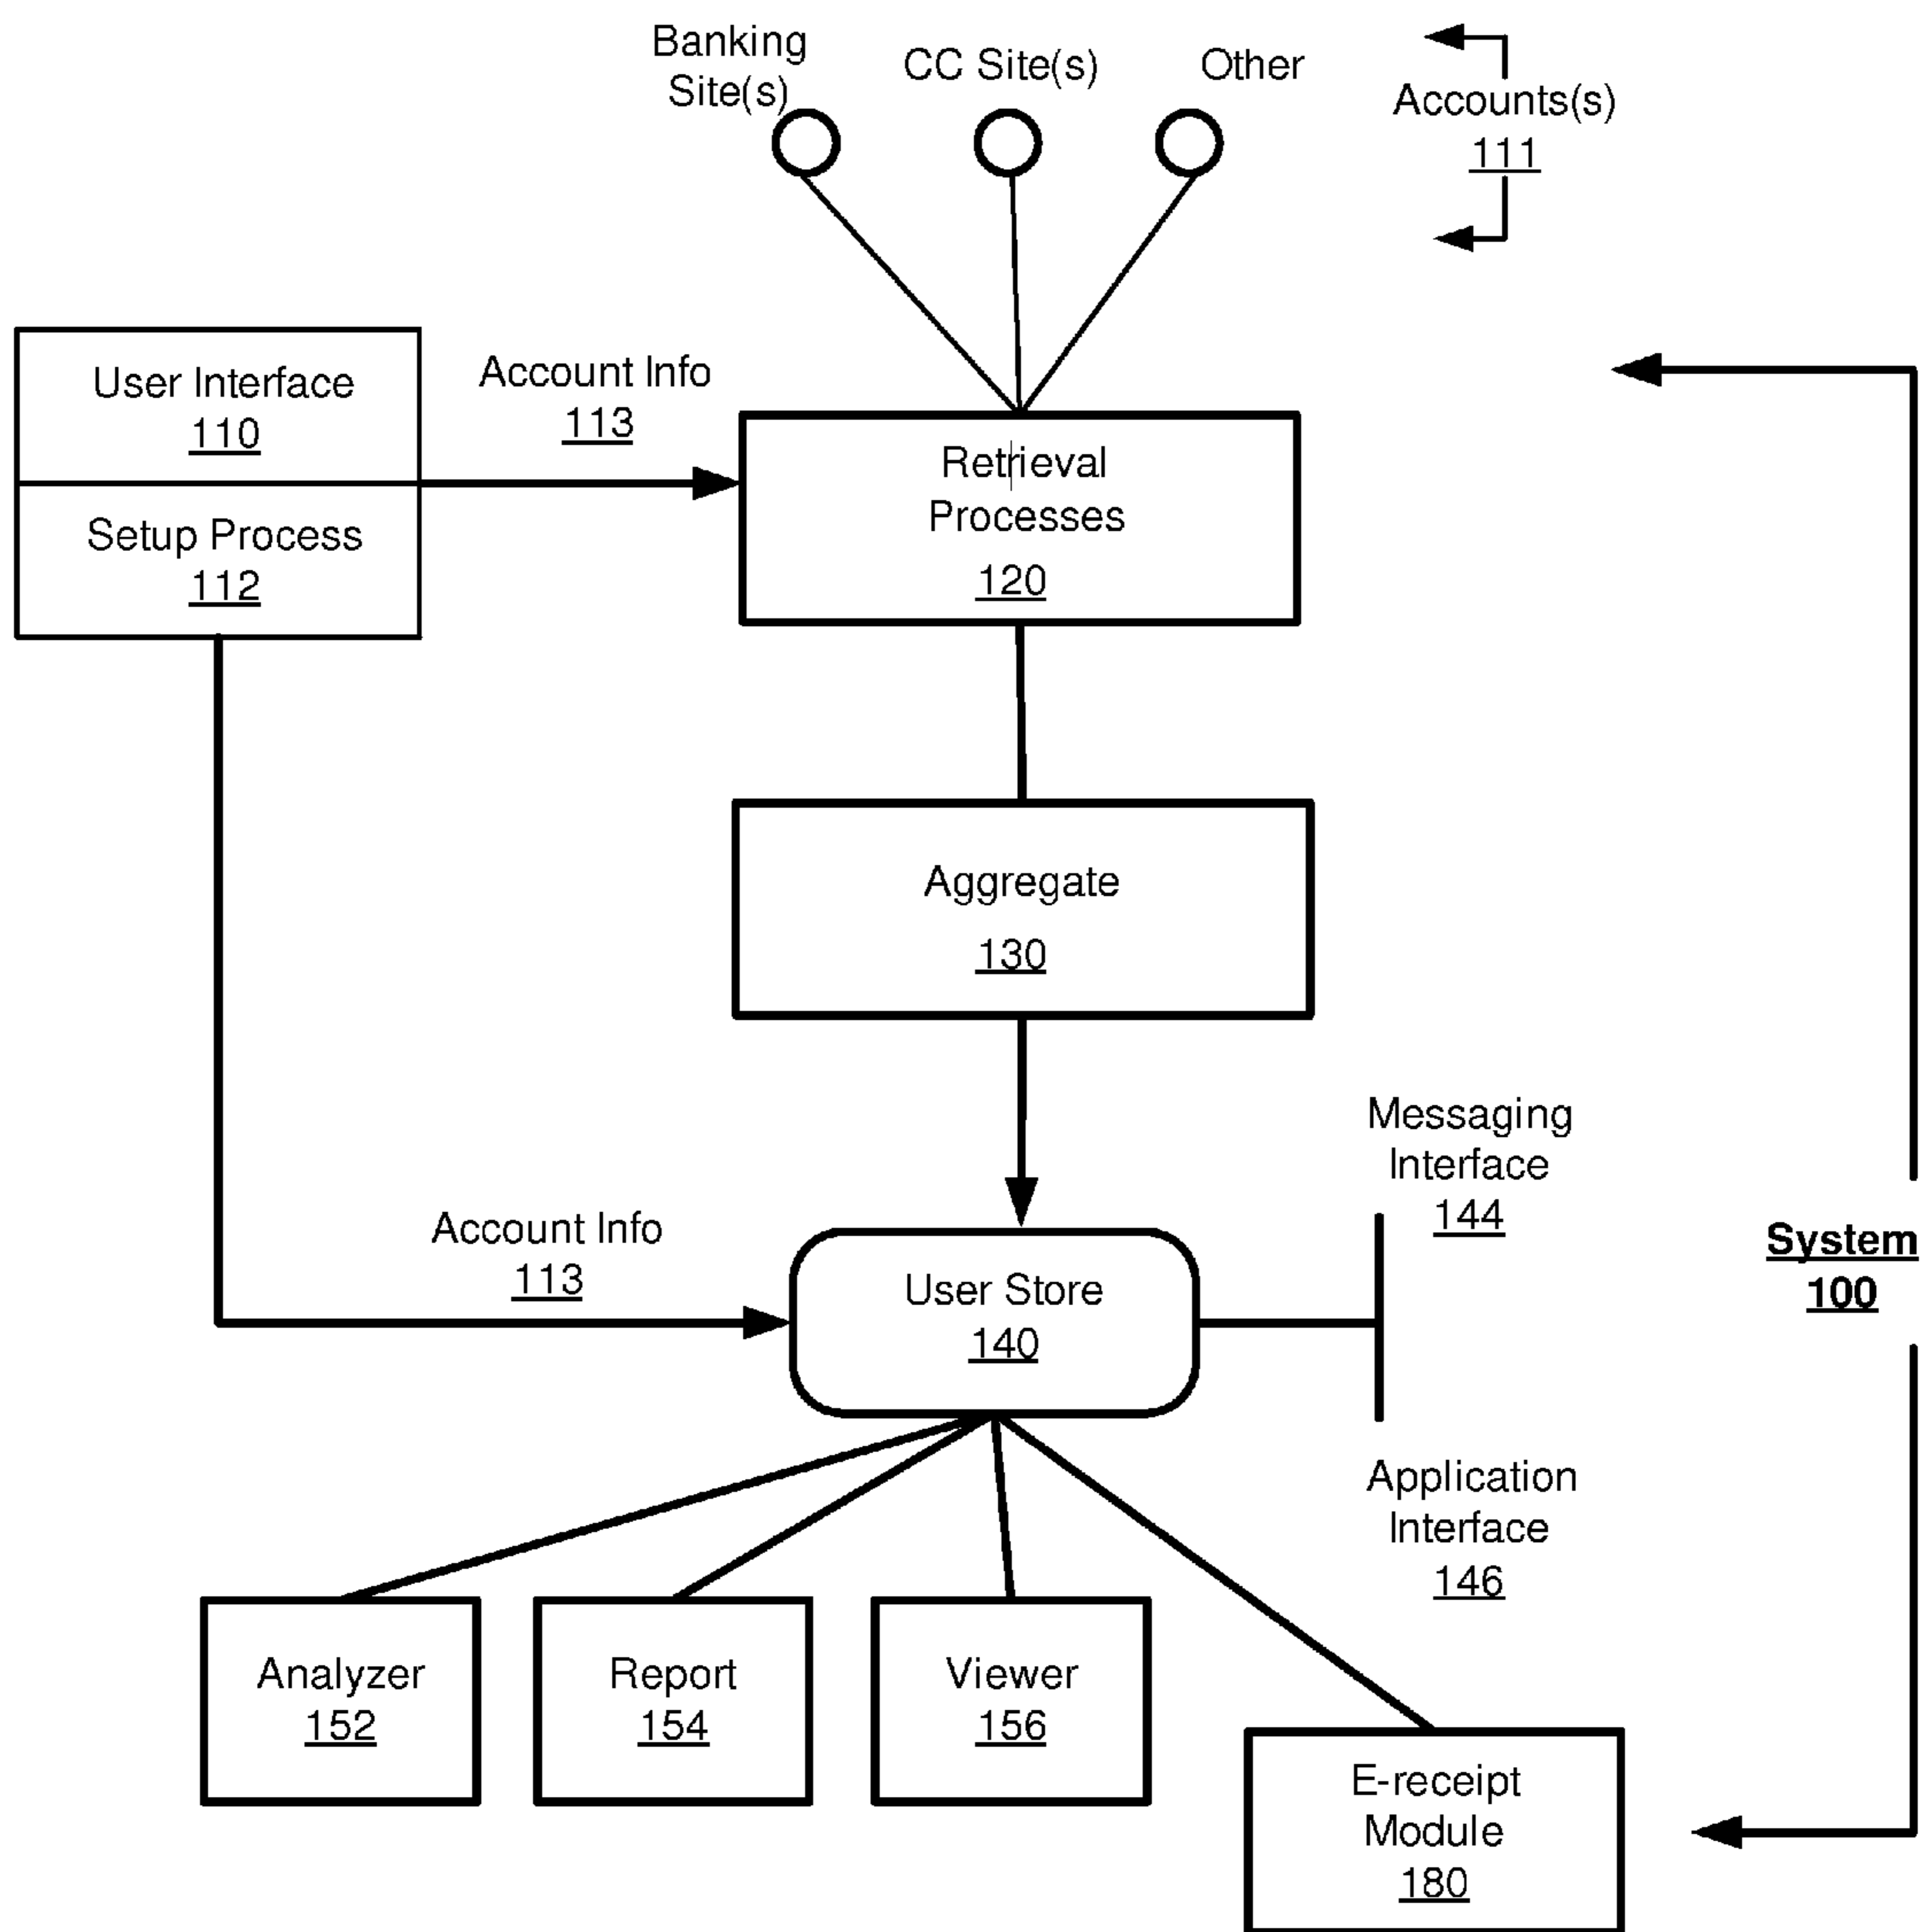 Banking
Site(s)
CC Site(s)
Other
Accounts(s)
111
User Interface
110
Setup Process
112
Account Info
113
Retrieval
Processes
120
Aggregate
130
Messaging
Interface
144
Account Info
113
User Store
140
System
100
Application
Interface
146
Analyzer
152
Report
154
Viewer
156
E-receipt
Module
180